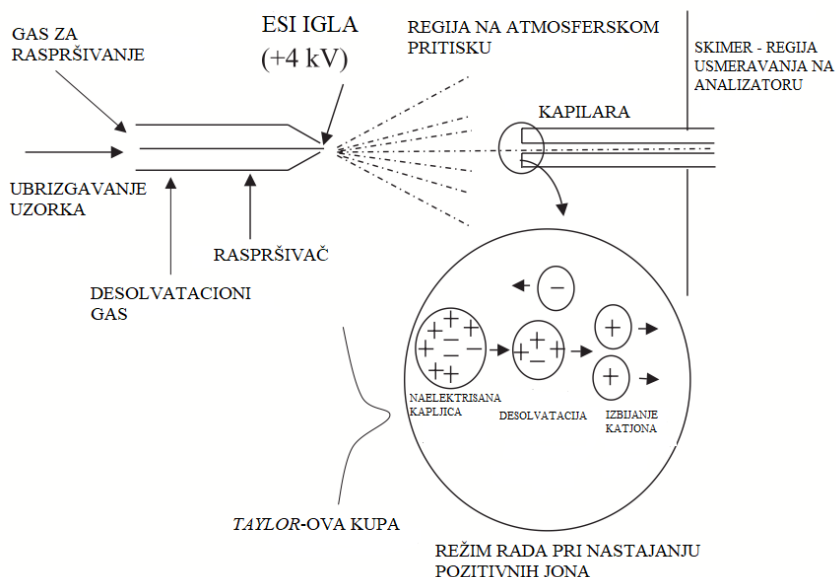 GAS ZA
RASPRŠIVANJE
ESI IGLA
(+4 kV)
REGIJA NA ATMOSFERSKOM
PRITISKU
SKIMER - REGIJA
USMERAVANJA NA
ANALIZATORU
KAPILARA
UBRIZGAVANJE
UZORKA
RASPRŠIVAČ
DESOLVATACIONI
GAS
NAELEKTRISANA
KAPLJICA
DESOLVATACIJA
IZBIJANJE
KATJONA
TAYLOR-OVA KUPA
REŽIM RADA PRI NASTAJANJU
POZITIVNIH JONA